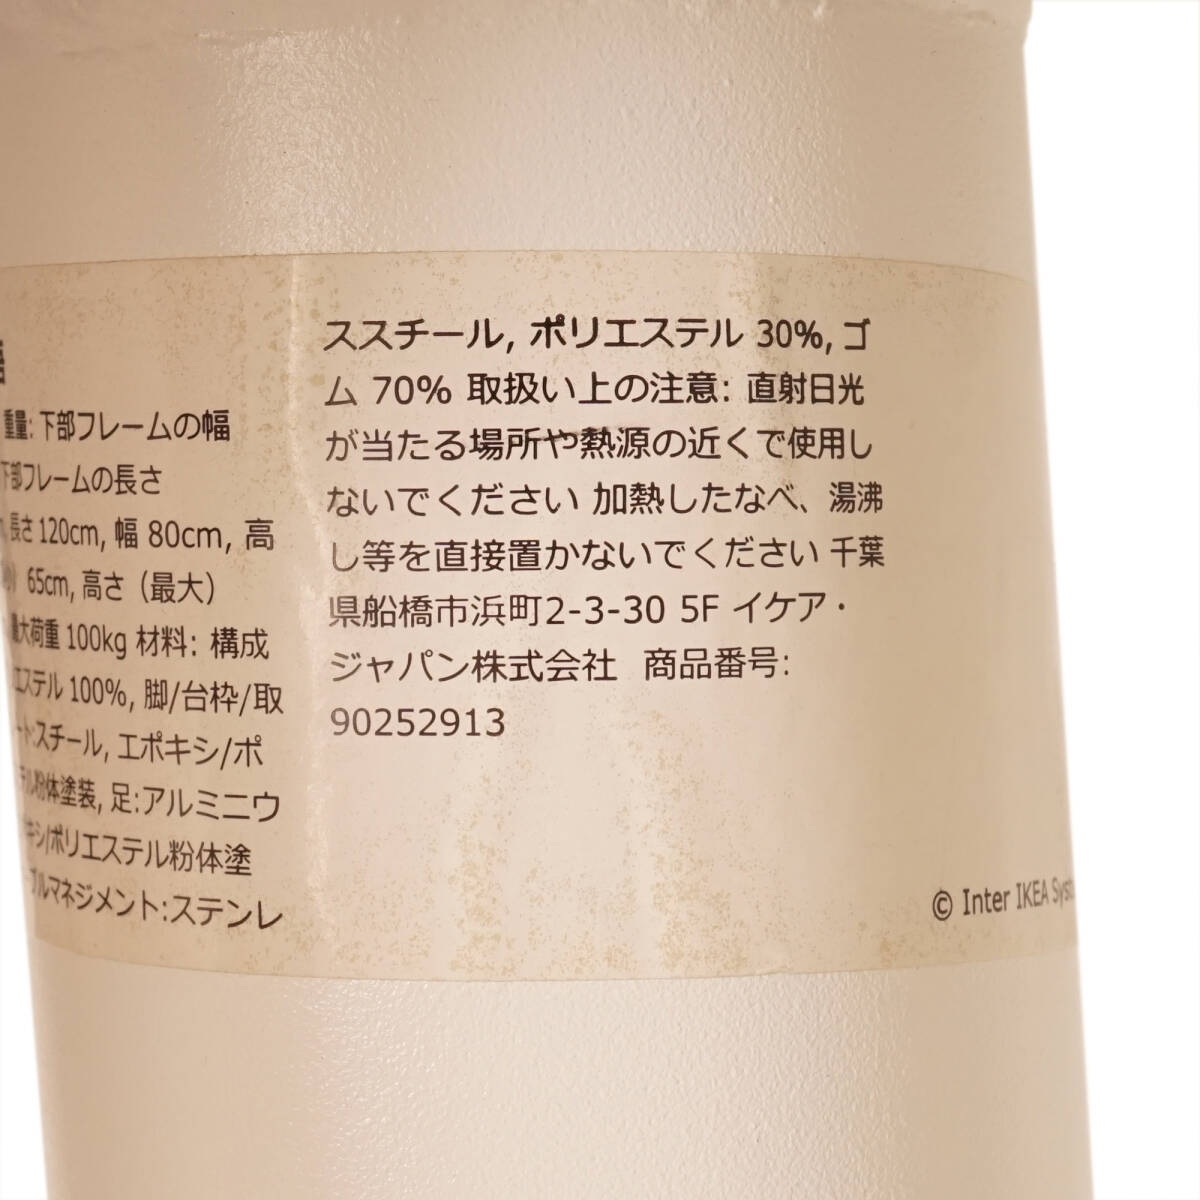 重量: 下部フレームの幅
下部フレームの長さ
長さ 120cm, 幅 80cm, 高
65cm, 高さ（最大）
最大荷重 100kg 材料: 構成
エステル 100%, 脚/台枠/取
ート:スチール, エポキシ/ポ
テル粉体塗装, 足:アルミニウ
キシ/ポリエステル粉体塗
ーブルマネジメント:ステンレ
ススチール, ポリエステル 30%, ゴ
ム 70% 取扱い上の注意: 直射日光
が当たる場所や熱源の近くで使用し
ないでください 加熱したなべ、湯沸
し等を直接置かないでください 千葉
県船橋市浜町2-3-30 5F イケア・
ジャパン株式会社 商品番号:
90252913
© Inter IKEA Syst